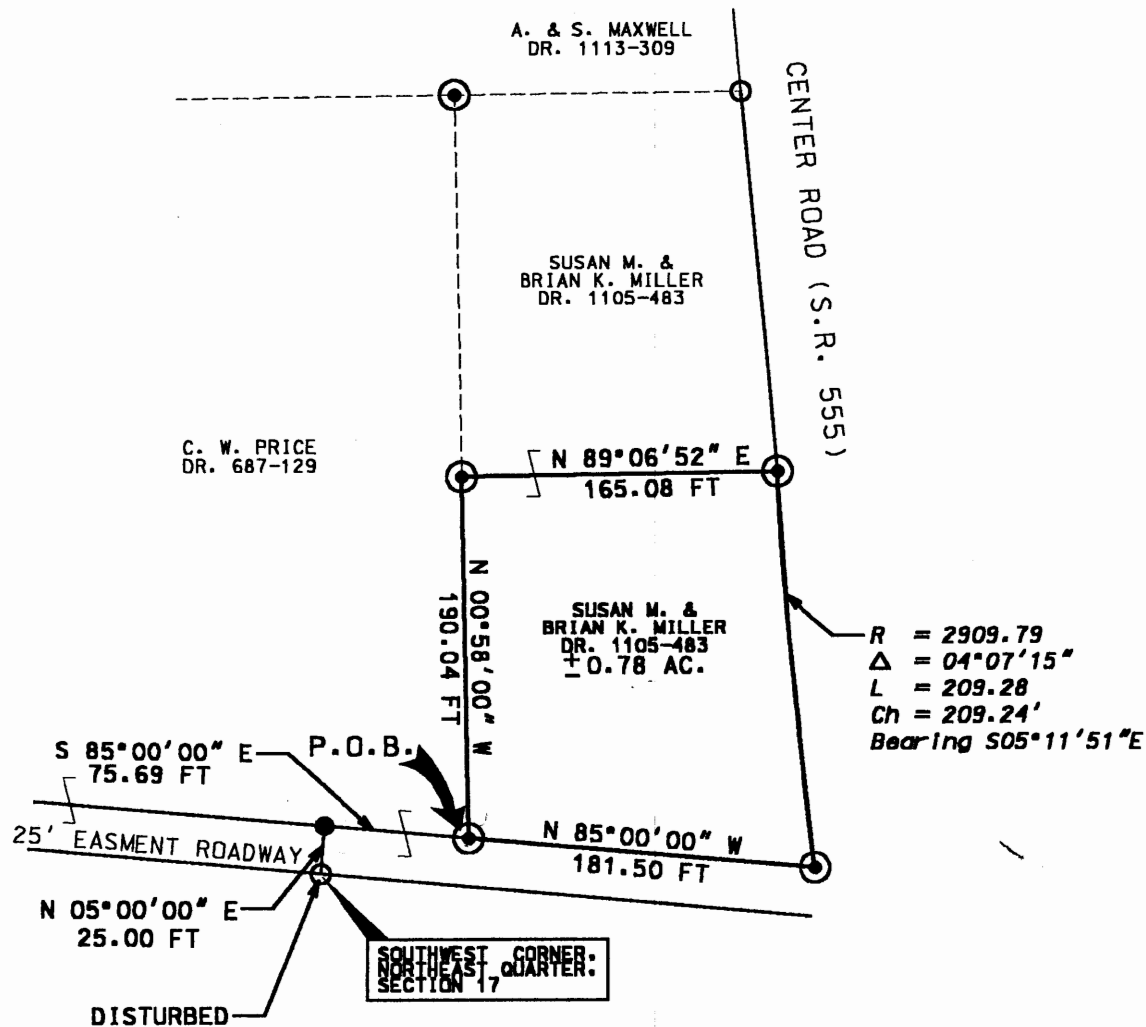 A. & S. MAXWELL
DR. 1113-309
CENTER ROAD (S.R. 555)
SUSAN M. &
BRIAN K. MILLER
DR. 1105-483
C. W. PRICE
DR. 687-129
N 89°06'52" E
165.08 FT
N 00°58'00" W
190.04 FT
SUSAN M. &
BRIAN K. MILLER
DR. 1105-483
±0.78 AC.
R = 2909.79
Δ = 04°07'15"
L = 209.28
Ch = 209.24'
Bearing S05°11'51"E
S 85°00'00" E
75.69 FT
P.O.B.
N 85°00'00" W
181.50 FT
25' EASMENT ROADWAY
N 05°00'00" E
25.00 FT
SOUTHWEST CORNER.
NORTHEAST QUARTER.
SECTION 17
DISTURBED